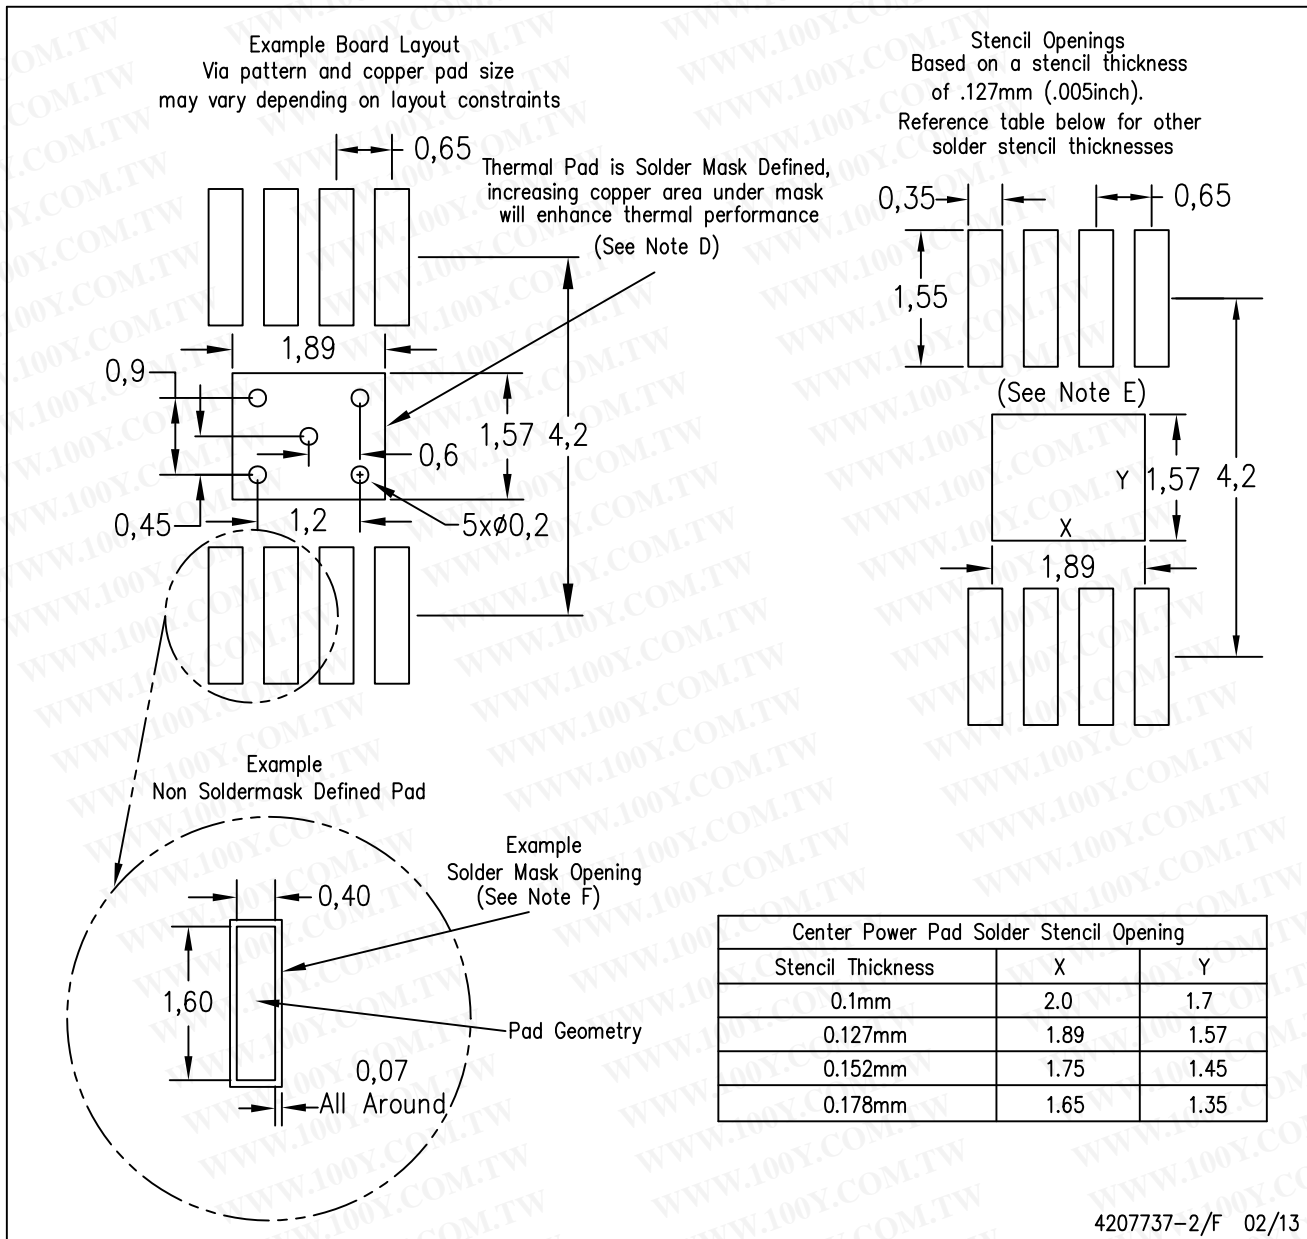 Example Board Layout
Via pattern and copper pad size
may vary depending on layout constraints
0,65
Thermal Pad is Solder Mask Defined,
increasing copper area under mask
will enhance thermal performance
(See Note D)
1,89
0,9
1,57
4,2
0,6
0,45
1,2
5xø0,2
Stencil Openings
Based on a stencil thickness
of .127mm (.005inch).
Reference table below for other
solder stencil thicknesses
0,35
0,65
1,55
(See Note E)
Y
1,57
4,2
X
1,89
Example
Non Soldermask Defined Pad
Example
Solder Mask Opening
(See Note F)
0,40
1,60
Pad Geometry
0,07
All Around
Center Power Pad Solder Stencil Opening
Stencil Thickness X Y
0.1mm 2.0 1.7
0.127mm 1.89 1.57
0.152mm 1.75 1.45
0.178mm 1.65 1.35
4207737-2/F 02/13
WWW.100Y.COM.TW